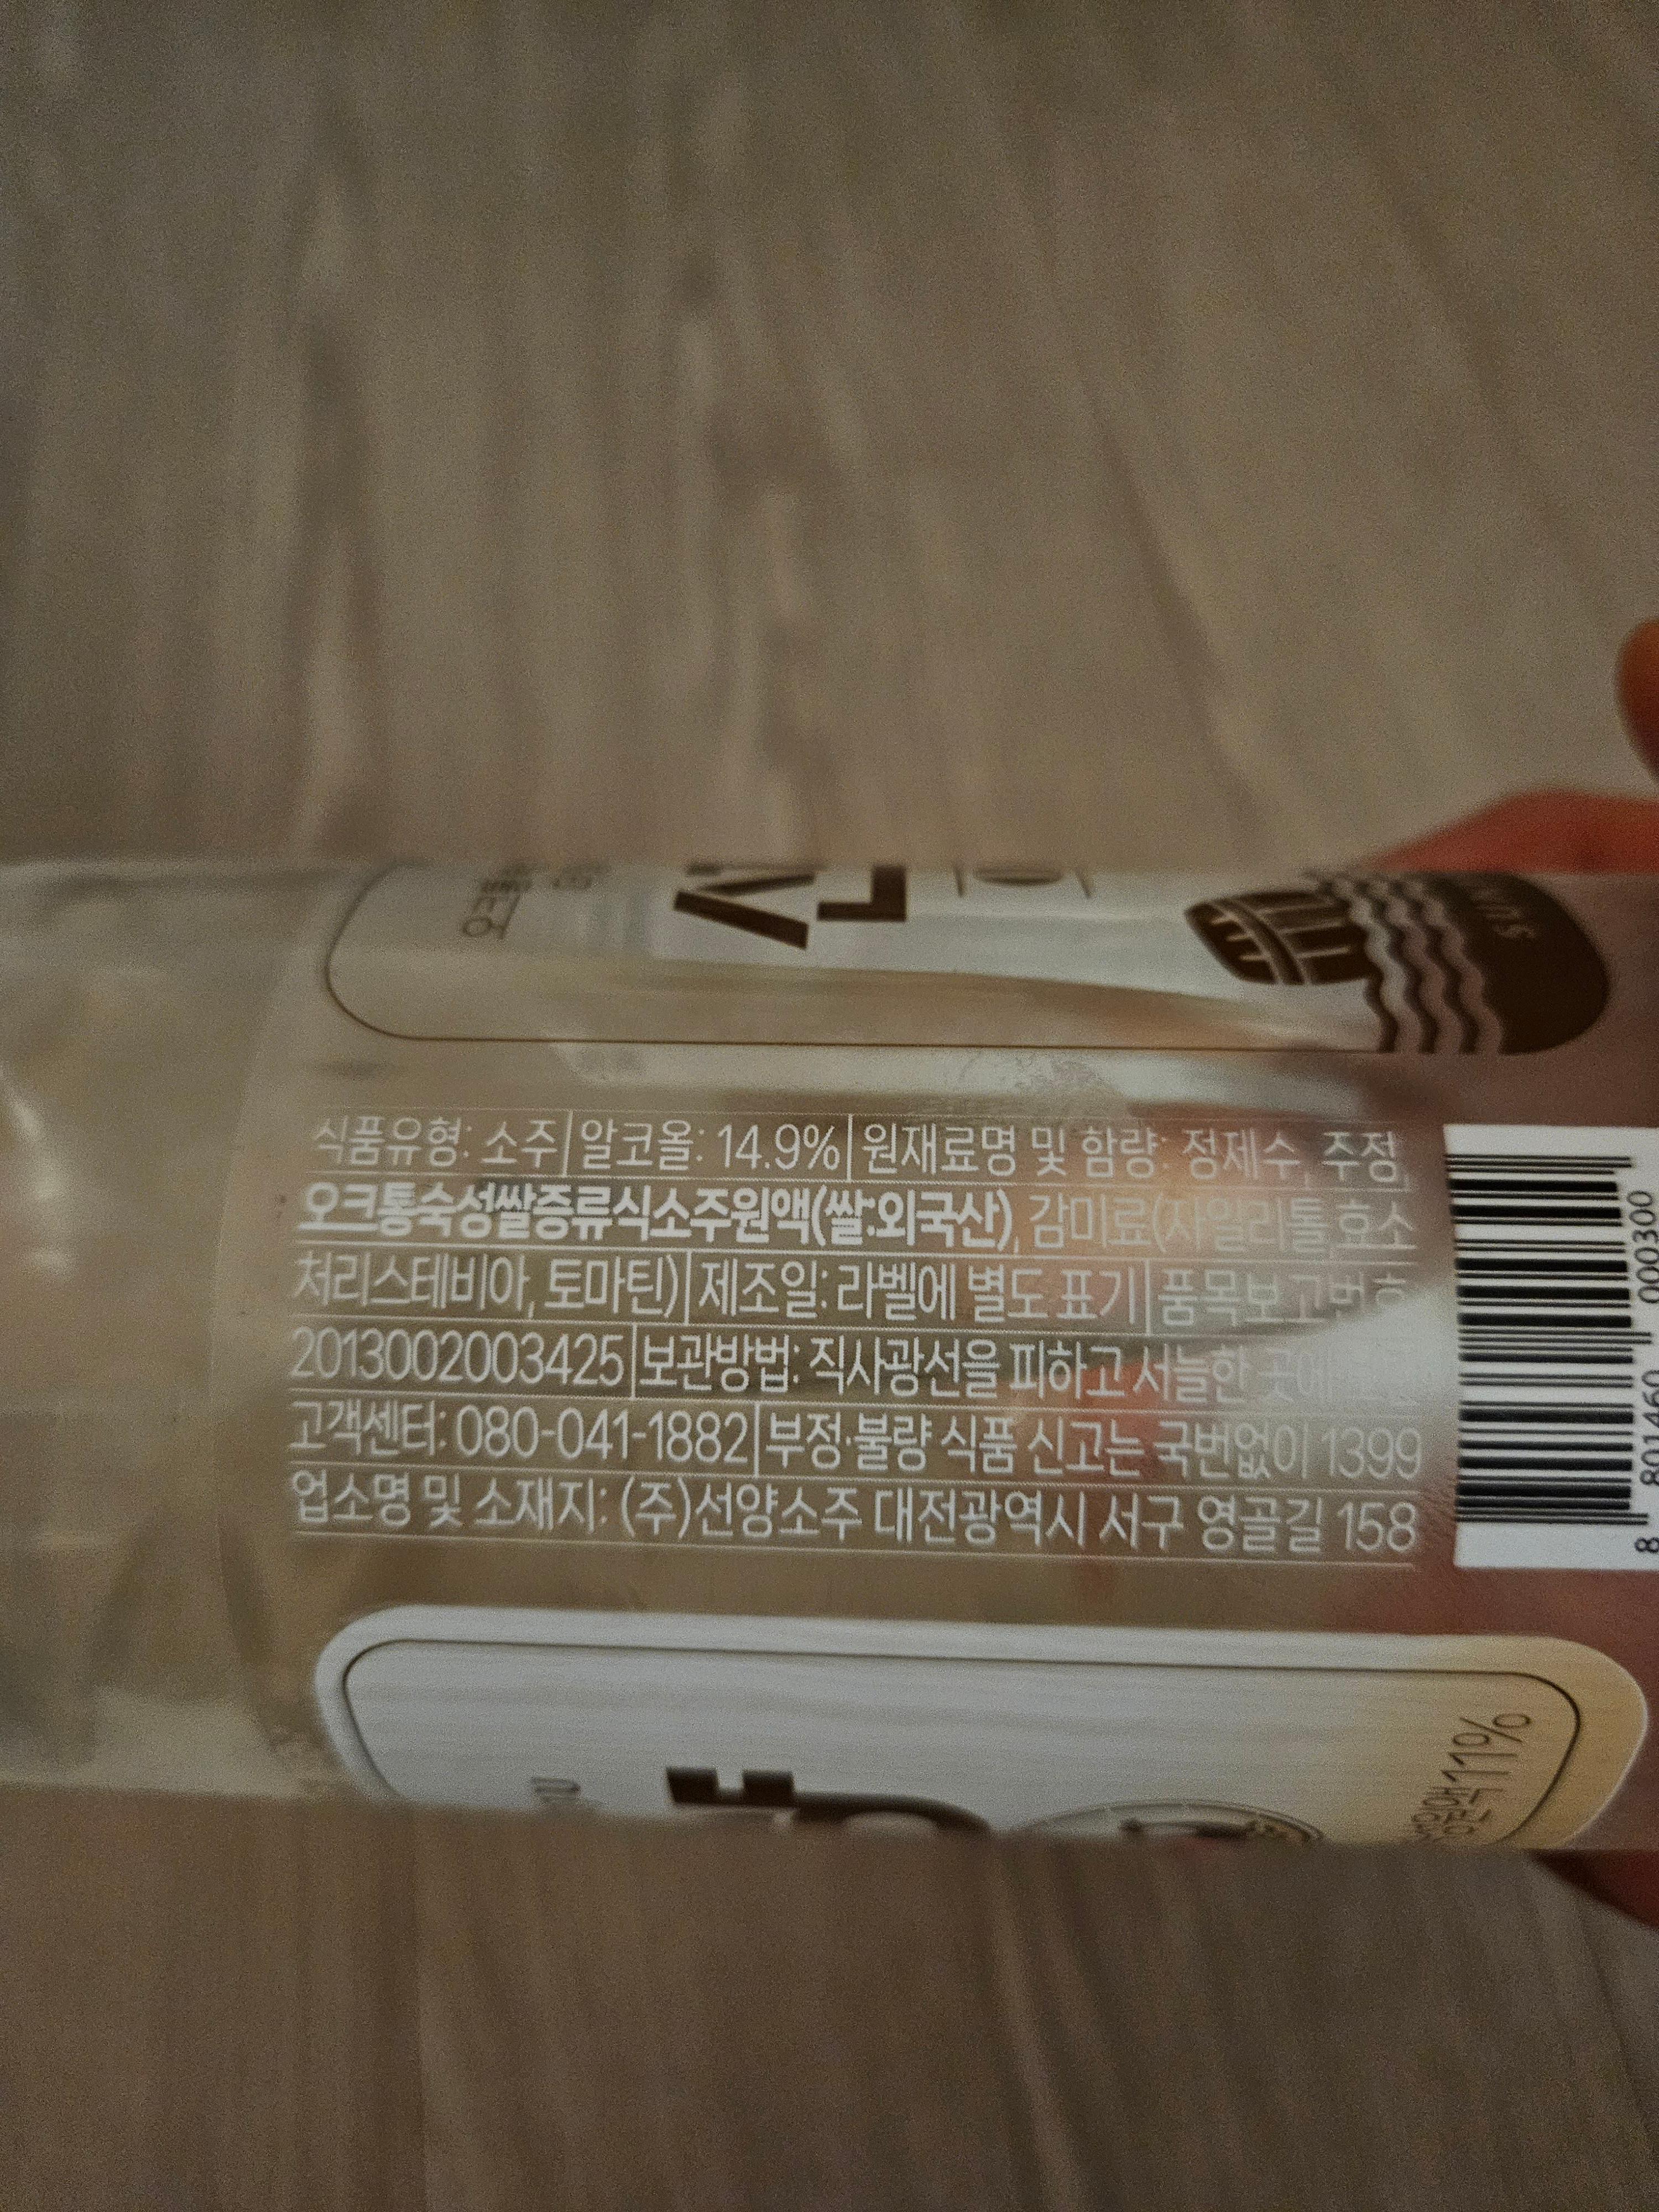 식품유형: 소주|알코올: 14.9%|원재료명 및 함량: 정제수, 주정,
오크통숙성쌀증류식소주원액(쌀:외국산), 감미료(자일리톨,효소
처리스테비아, 토마틴)|제조일: 라벨에 별도 표기|품목보고번호
2013002003425|보관방법: 직사광선을 피하고 서늘한 곳에
고객센터: 080-041-1882|부정·불량 식품 신고는 국번없이 1399
업소명 및 소재지: (주)선양소주 대전광역시 서구 영골길 158
8 801460 000300
11%